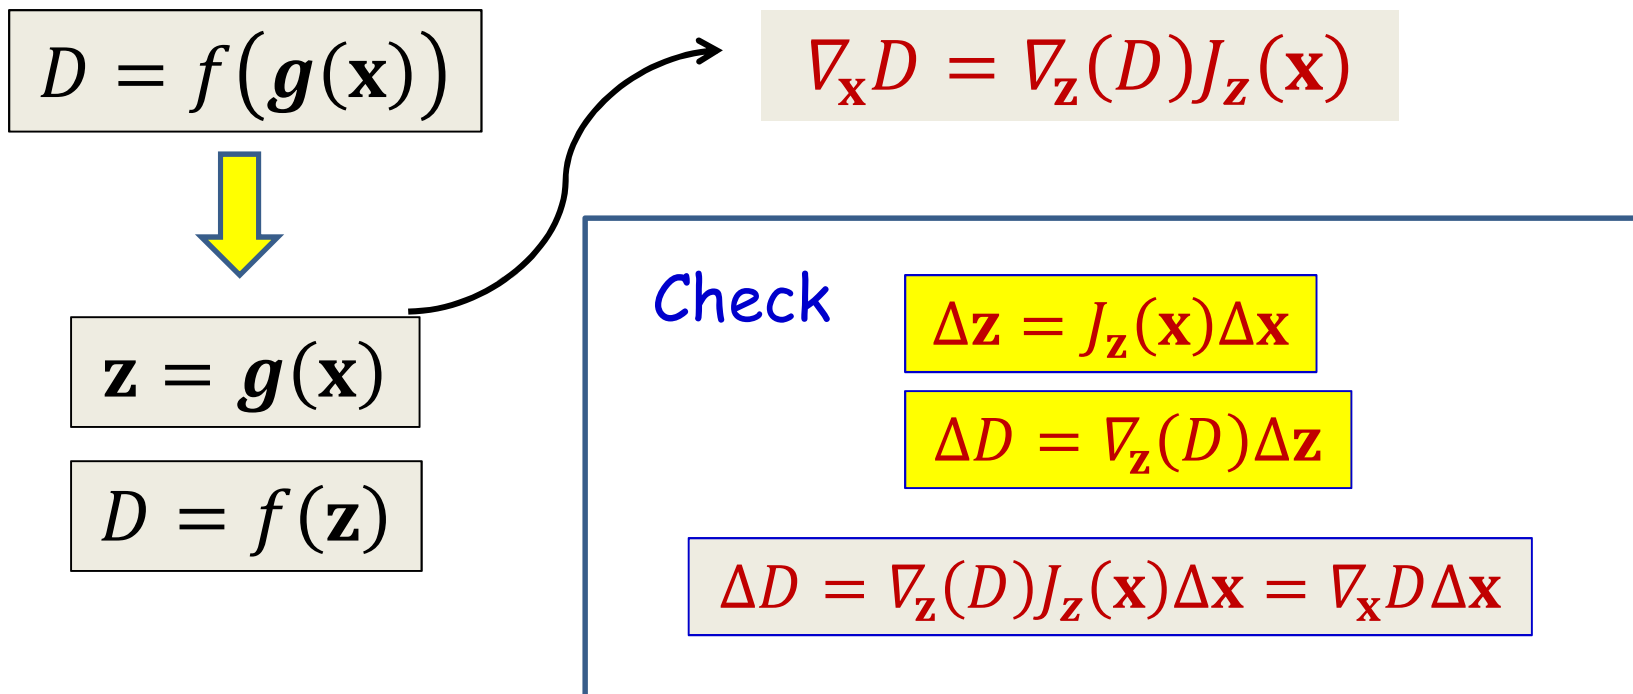 D = f(g(x))
z = g(x)
D = f(z)
∇ₓD = ∇_z(D)J_z(x)
Check
Δz = J_z(x)Δx
ΔD = ∇_z(D)Δz
ΔD = ∇_z(D)J_z(x)Δx = ∇ₓDΔx